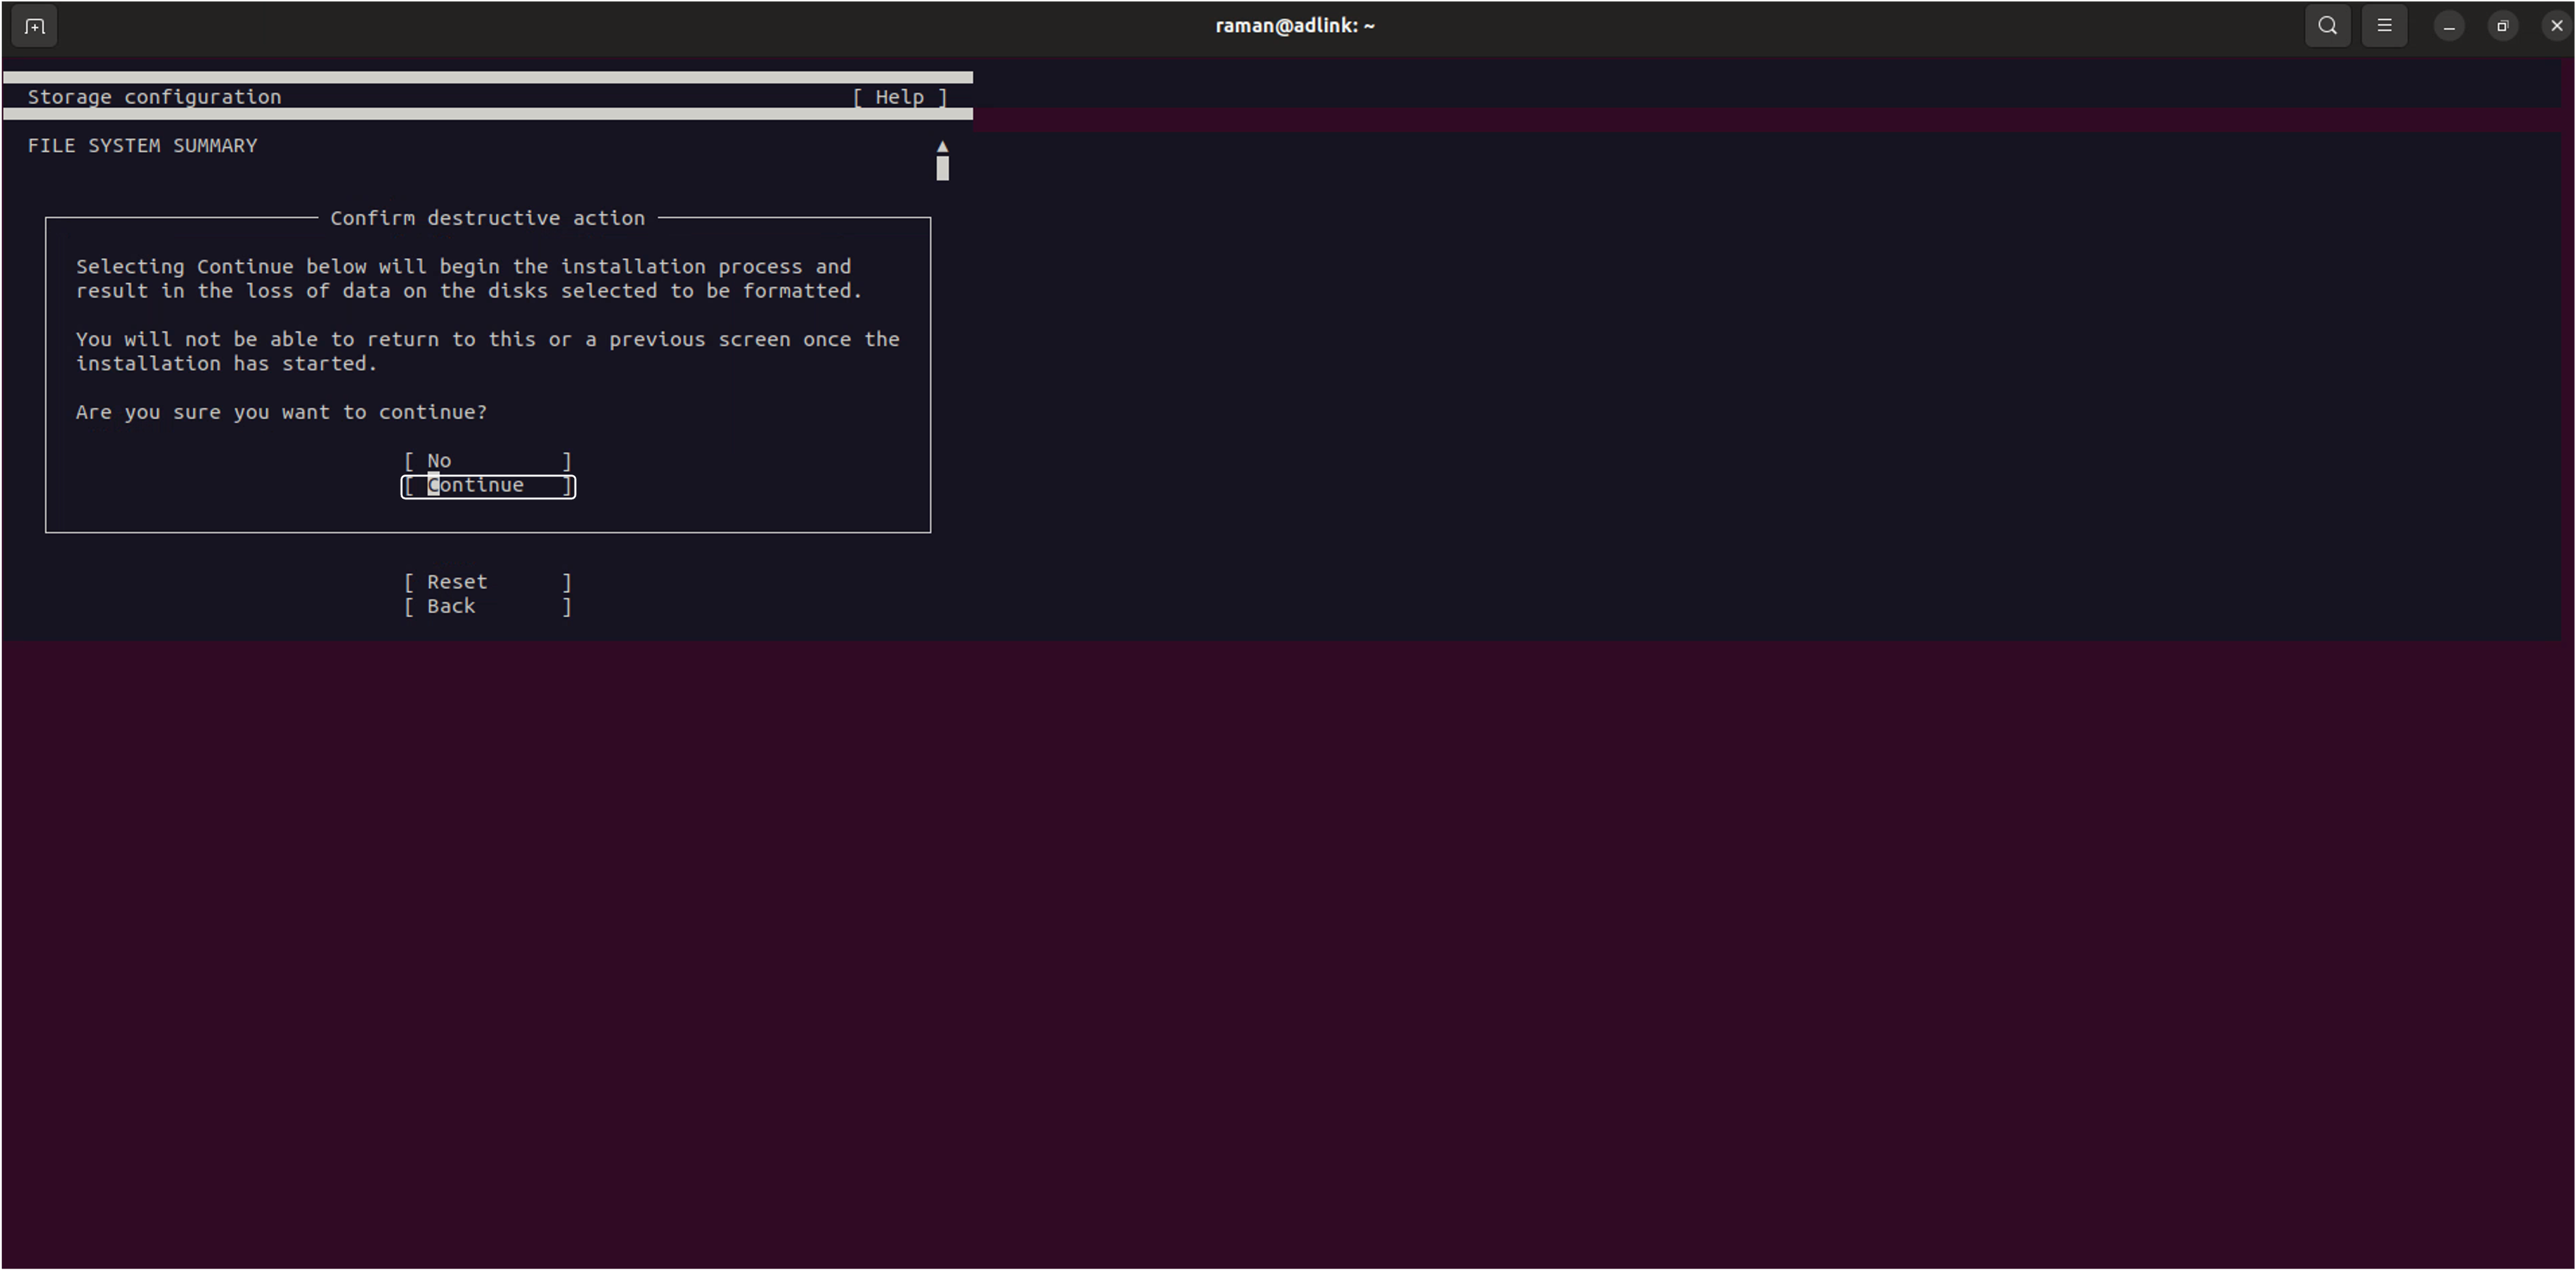 raman@adlink: ~
Storage configuration [ Help ]
FILE SYSTEM SUMMARY
Confirm destructive action
Selecting Continue below will begin the installation process and
result in the loss of data on the disks selected to be formatted.
You will not be able to return to this or a previous screen once the
installation has started.
Are you sure you want to continue?
[ No ]
[ Continue ]
[ Reset ]
[ Back ]